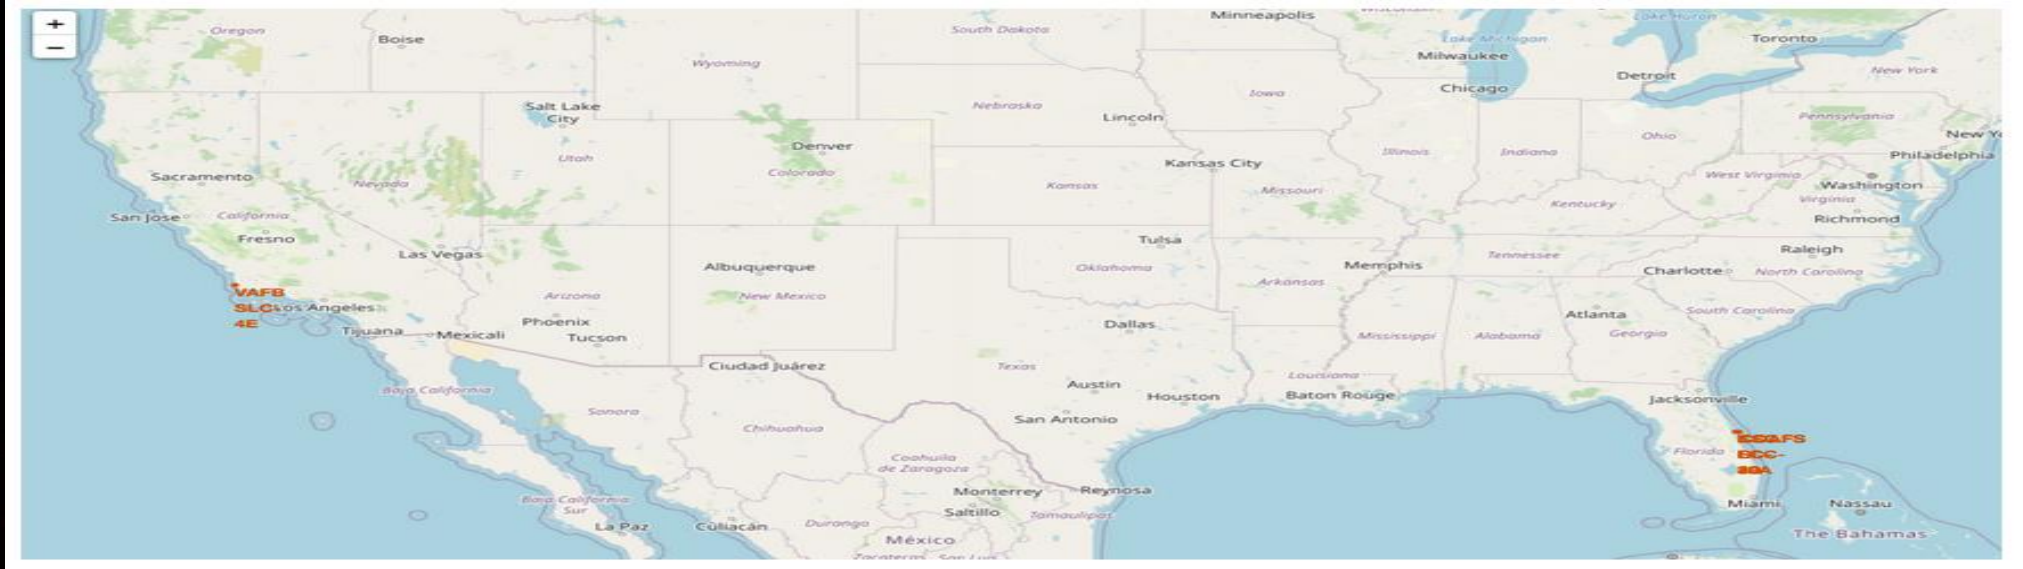 +
−
Oregon
Boise
Wyoming
South Dakota
Minneapolis
Lake Michigan
Milwaukee
Lake Huron
Toronto
Detroit
Chicago
New York
Salt Lake
City
Nebraska
Iowa
Lincoln
Pennsylvania
Ohio
New Yo
Denver
Utah
Colorado
Kansas City
Illinois
Indiana
Philadelphia
Sacramento
Nevada
Kansas
Missouri
West Virginia
Washington
Virginia
San Jose
California
Kentucky
Richmond
Fresno
Las Vegas
Tulsa
Raleigh
Albuquerque
Oklahoma
Memphis
Tennessee
Charlotte
North Carolina
Arkansas
VAFB
SLC-
4E
Los Angeles
Arizona
New Mexico
Phoenix
Tucson
Tijuana
Mexicali
Dallas
Atlanta
South Carolina
Mississippi
Alabama
Georgia
Ciudad Juárez
Texas
Louisiana
Austin
Houston
Baton Rouge
Jacksonville
Baja California
Sonora
San Antonio
Chihuahua
Florida
Coahuila
de Zaragoza
Monterrey
Reynosa
Saltillo
Tamaulipas
Baja California
Sur
La Paz
Culiacán
Durango
México
Zacatecas
San Luis
Miami
Nassau
The Bahamas